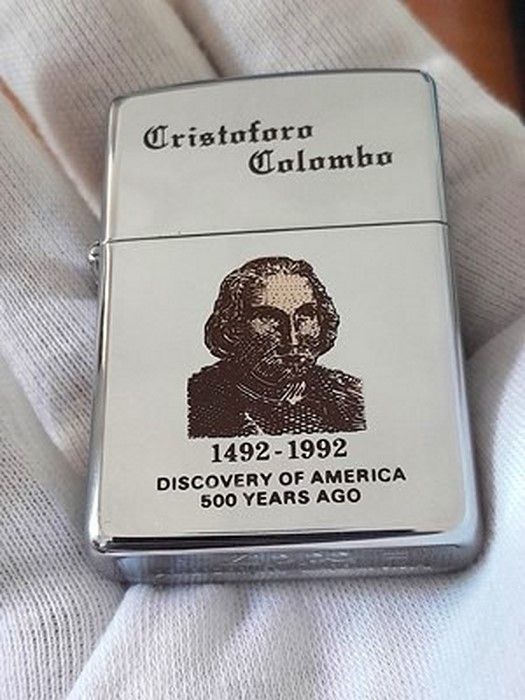 Cristoforo
Colombo
1492-1992
DISCOVERY OF AMERICA
500 YEARS AGO